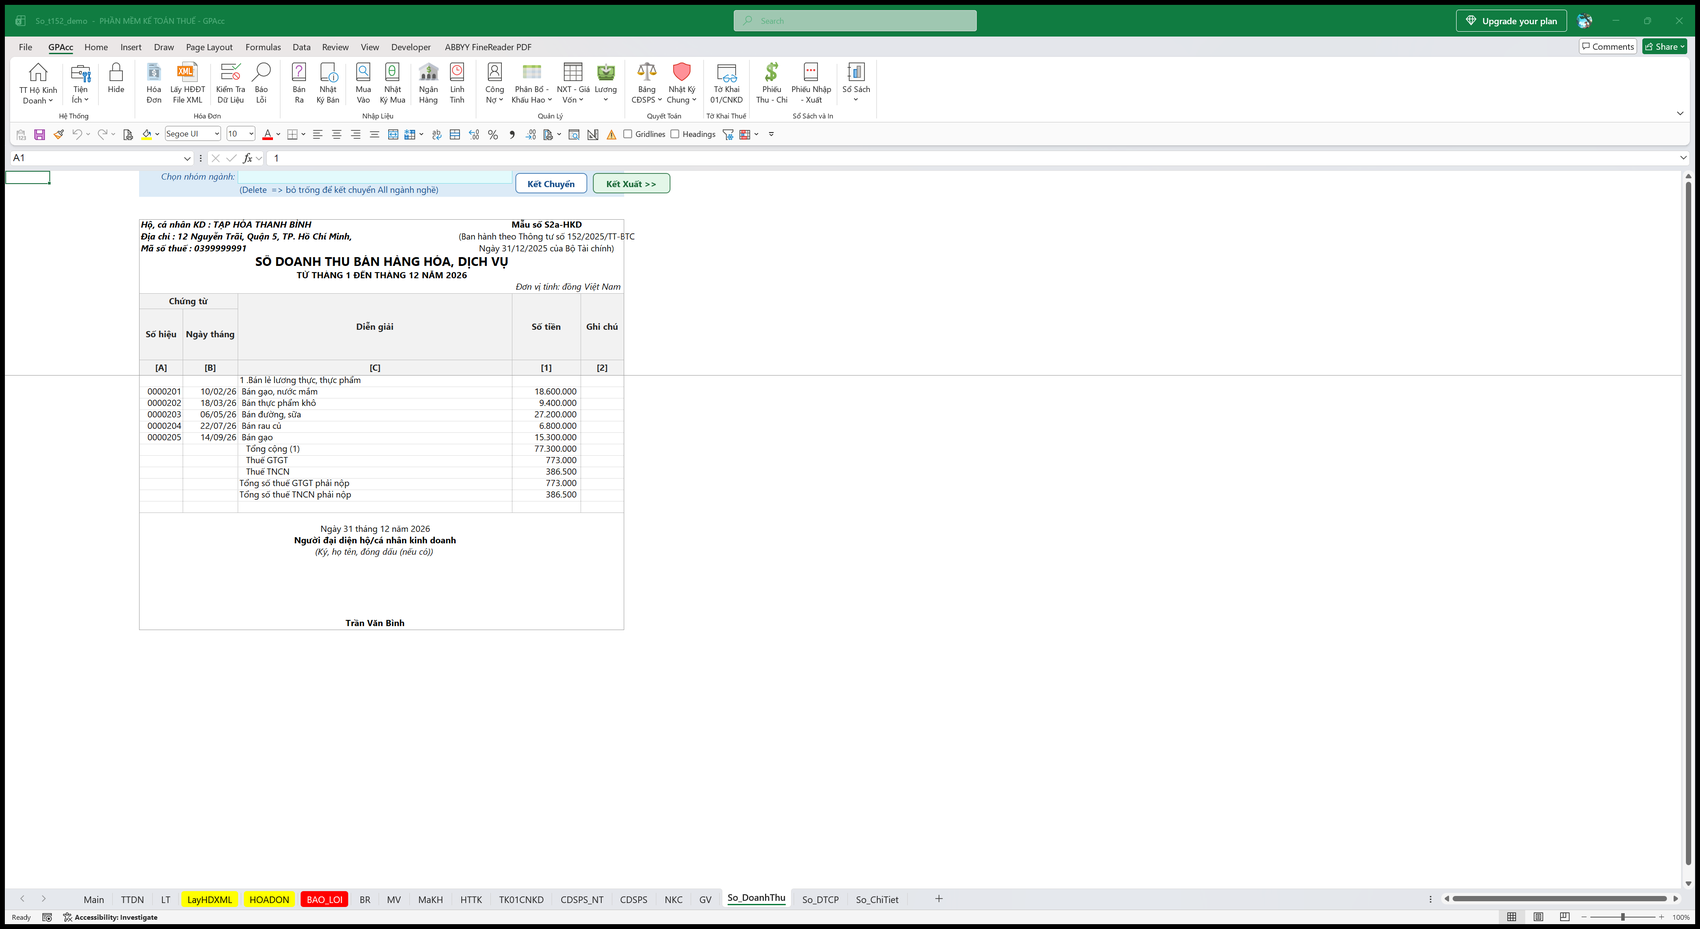 So_t152_demo - PHẦN MỀM KẾ TOÁN THUẾ - GPAcc
Search
Upgrade your plan
File GPAcc Home Insert Draw Page Layout Formulas Data Review View Developer ABBYY FineReader PDF
Comments Share
TT Hộ Kinh Doanh
Tiện Ích
Hide
Hệ Thống
Hóa Đơn
Lấy HĐĐT File XML
Kiểm Tra Dữ Liệu
Báo Lỗi
Hóa Đơn
Bán Ra
Nhật Ký Bán
Mua Vào
Nhật Ký Mua
Ngân Hàng
Linh Tinh
Nhập Liệu
Công Nợ
Phân Bổ - Khấu Hao
NXT - Giá Vốn
Lương
Quản Lý
Bảng CĐSPS
Nhật Ký Chung
Quyết Toán
Tờ Khai 01/CNKD
Tờ Khai Thuế
Phiếu Thu - Chi
Phiếu Nhập - Xuất
Sổ Sách
Sổ Sách và In
Segoe UI 10 Gridlines Headings
A1 fx 1
Chọn nhóm ngành:
(Delete => bỏ trống để kết chuyển All ngành nghề)
Kết Chuyển Kết Xuất >>
Hộ, cá nhân KD : TẠP HÓA THANH BÌNH Mẫu số S2a-HKD
Địa chỉ : 12 Nguyễn Trãi, Quận 5, TP. Hồ Chí Minh, (Ban hành theo Thông tư số 152/2025/TT-BTC
Mã số thuế : 0399999991 Ngày 31/12/2025 của Bộ Tài chính)
SỔ DOANH THU BÁN HÀNG HÓA, DỊCH VỤ
TỪ THÁNG 1 ĐẾN THÁNG 12 NĂM 2026
Đơn vị tính: đồng Việt Nam
Chứng từ
Số hiệu Ngày tháng Diễn giải Số tiền Ghi chú
[A] [B] [C] [1] [2]
1 .Bán lẻ lương thực, thực phẩm
0000201 10/02/26 Bán gạo, nước mắm 18.600.000
0000202 18/03/26 Bán thực phẩm khô 9.400.000
0000203 06/05/26 Bán đường, sữa 27.200.000
0000204 22/07/26 Bán rau củ 6.800.000
0000205 14/09/26 Bán gạo 15.300.000
Tổng cộng (1) 77.300.000
Thuế GTGT 773.000
Thuế TNCN 386.500
Tổng số thuế GTGT phải nộp 773.000
Tổng số thuế TNCN phải nộp 386.500
Ngày 31 tháng 12 năm 2026
Người đại diện hộ/cá nhân kinh doanh
(Ký, họ tên, đóng dấu (nếu có))
Trần Văn Bình
Main TTDN LT LayHDXML HOADON BAO_LOI BR MV MaKH HTTK TK01CNKD CDSPS_NT CDSPS NKC GV So_DoanhThu So_DTCP So_ChiTiet
Ready Accessibility: Investigate 100%